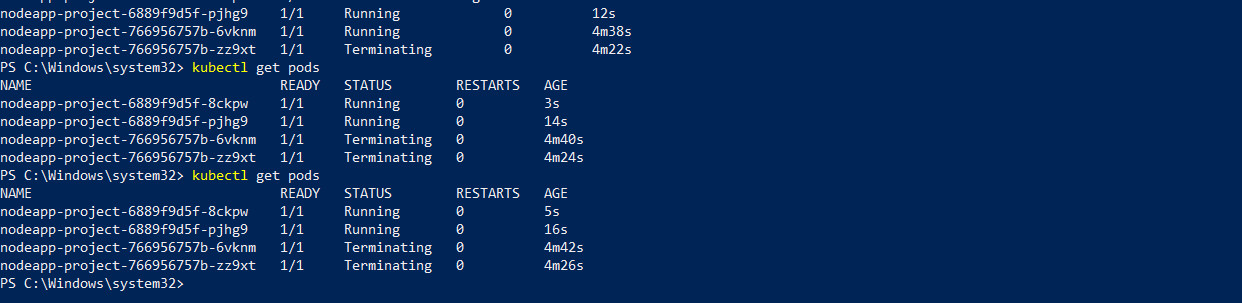 nodeapp-project-6889f9d5f-pjhg9 1/1 Running 0 12s
nodeapp-project-766956757b-6vknm 1/1 Running 0 4m38s
nodeapp-project-766956757b-zz9xt 1/1 Terminating 0 4m22s
PS C:\Windows\system32> kubectl get pods
NAME READY STATUS RESTARTS AGE
nodeapp-project-6889f9d5f-8ckpw 1/1 Running 0 3s
nodeapp-project-6889f9d5f-pjhg9 1/1 Running 0 14s
nodeapp-project-766956757b-6vknm 1/1 Terminating 0 4m40s
nodeapp-project-766956757b-zz9xt 1/1 Terminating 0 4m24s
PS C:\Windows\system32> kubectl get pods
NAME READY STATUS RESTARTS AGE
nodeapp-project-6889f9d5f-8ckpw 1/1 Running 0 5s
nodeapp-project-6889f9d5f-pjhg9 1/1 Running 0 16s
nodeapp-project-766956757b-6vknm 1/1 Terminating 0 4m42s
nodeapp-project-766956757b-zz9xt 1/1 Terminating 0 4m26s
PS C:\Windows\system32>